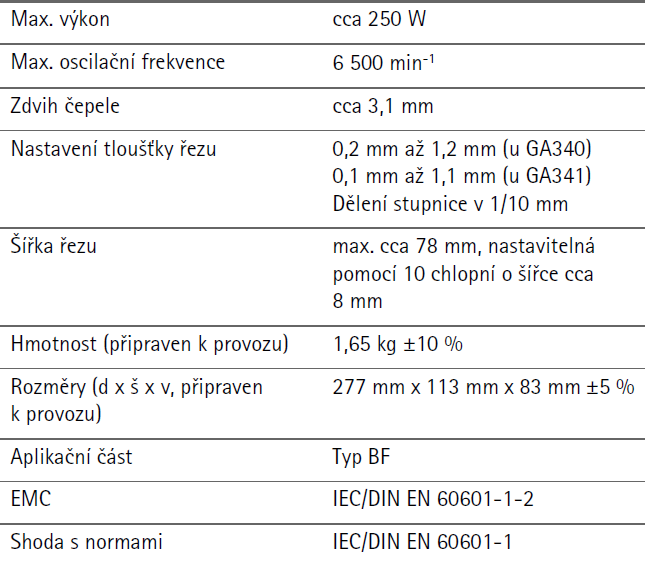 Max. výkon cca 250 W
Max. oscilační frekvence 6 500 min-1
Zdvih čepele cca 3,1 mm
Nastavení tloušťky řezu 0,2 mm až 1,2 mm (u GA340)
0,1 mm až 1,1 mm (u GA341)
Dělení stupnice v 1/10 mm
Šířka řezu max. cca 78 mm, nastavitelná
pomocí 10 chlopní o šířce cca
8 mm
Hmotnost (připraven k provozu) 1,65 kg ±10 %
Rozměry (d x š x v, připraven 277 mm x 113 mm x 83 mm ±5 %
k provozu)
Aplikační část Typ BF
EMC IEC/DIN EN 60601-1-2
Shoda s normami IEC/DIN EN 60601-1